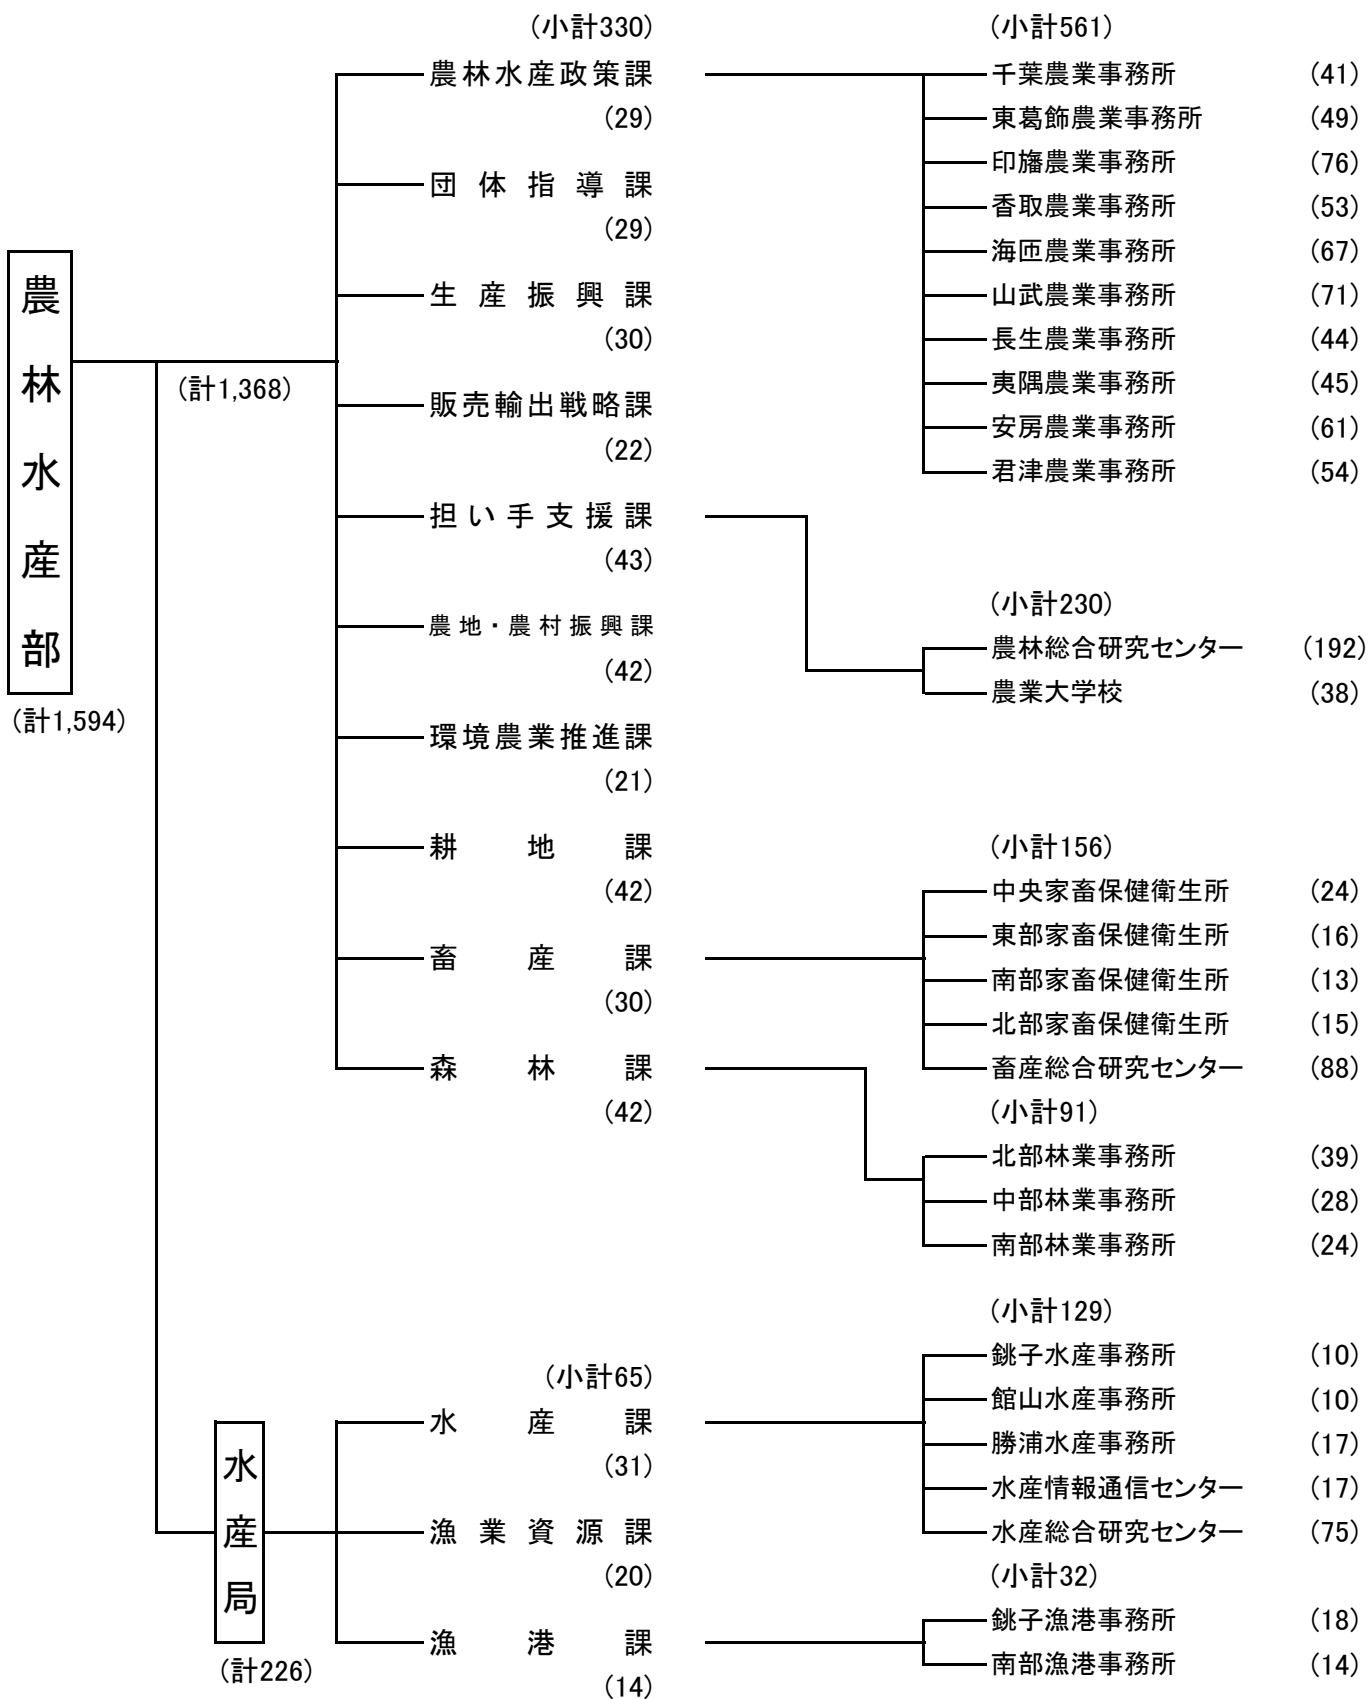 農林水産部
(計1,594)
(計1,368)
(小計330)
農林水産政策課
(29)
団体指導課
(29)
生産振興課
(30)
販売輸出戦略課
(22)
担い手支援課
(43)
農地・農村振興課
(42)
環境農業推進課
(21)
耕地課
(42)
畜産課
(30)
森林課
(42)
(小計561)
千葉農業事務所 (41)
東葛飾農業事務所 (49)
印旛農業事務所 (76)
香取農業事務所 (53)
海匝農業事務所 (67)
山武農業事務所 (71)
長生農業事務所 (44)
夷隅農業事務所 (45)
安房農業事務所 (61)
君津農業事務所 (54)
(小計230)
農林総合研究センター (192)
農業大学校 (38)
(小計156)
中央家畜保健衛生所 (24)
東部家畜保健衛生所 (16)
南部家畜保健衛生所 (13)
北部家畜保健衛生所 (15)
畜産総合研究センター (88)
(小計91)
北部林業事務所 (39)
中部林業事務所 (28)
南部林業事務所 (24)
水産局
(計226)
(小計65)
水産課
(31)
漁業資源課
(20)
漁港課
(14)
(小計129)
銚子水産事務所 (10)
館山水産事務所 (10)
勝浦水産事務所 (17)
水産情報通信センター (17)
水産総合研究センター (75)
(小計32)
銚子漁港事務所 (18)
南部漁港事務所 (14)